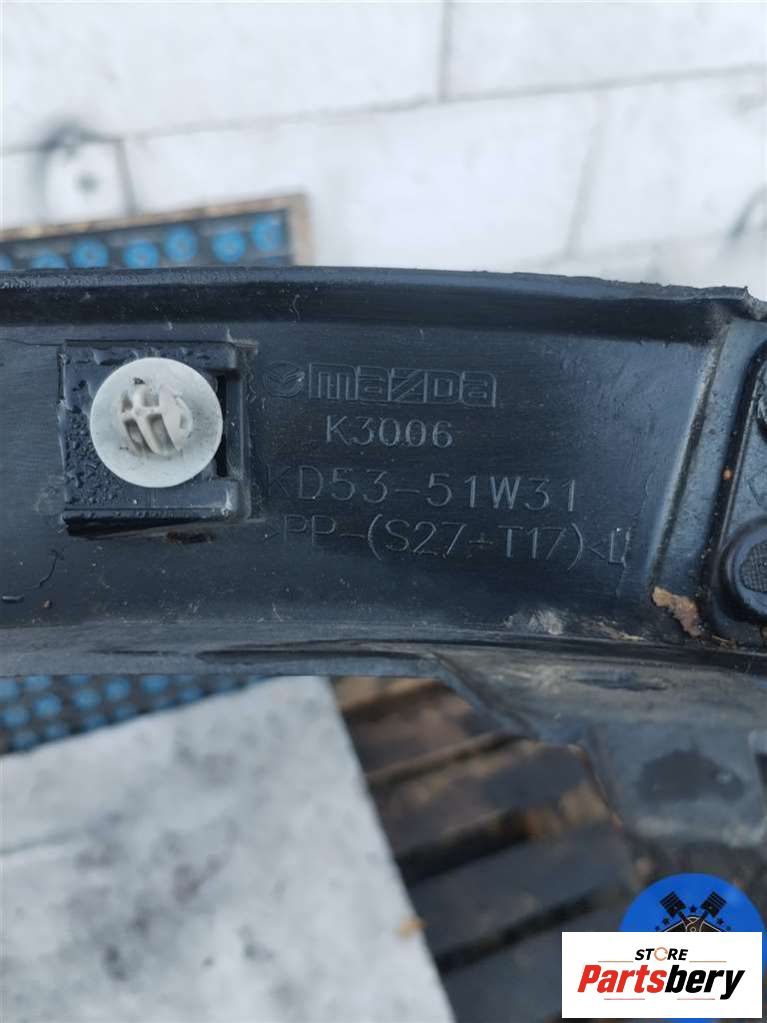 mazda
K3006
KD53-51W31
>PP-(S27+T17)<L
STORE
Partsbery